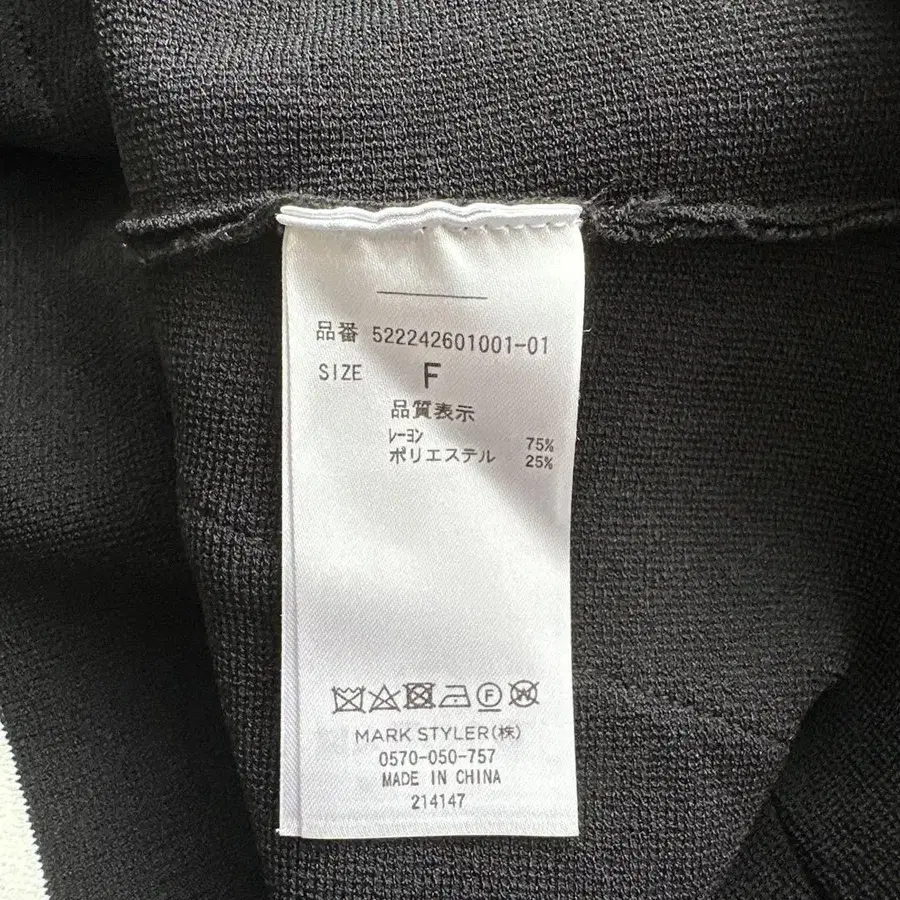 品番 522242601001-01
SIZE F
品質表示
ﾚｰﾖﾝ 75%
ポリエステル 25%
F W
MARK STYLER(株)
0570-050-757
MADE IN CHINA
214147